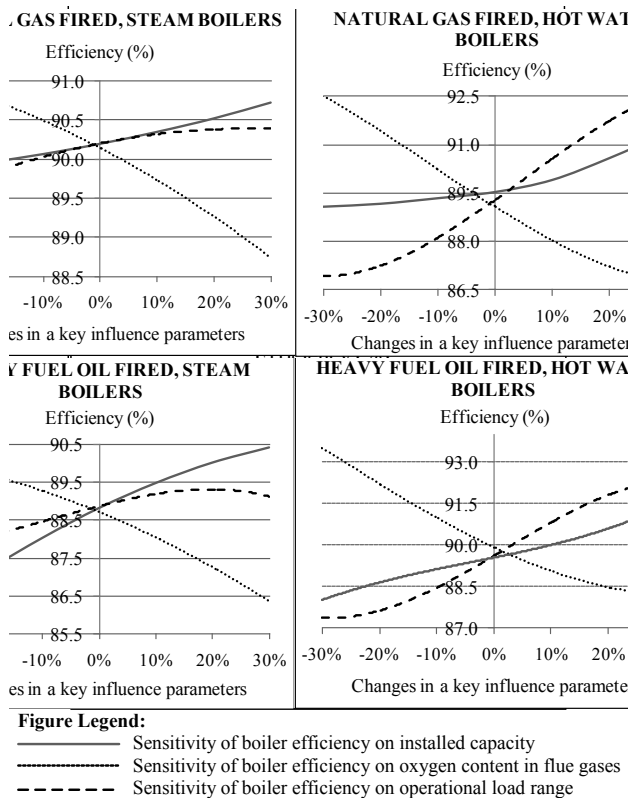 GAS FIRED, STEAM BOILERS
Efficiency (%)
91.0
90.5
90.0
89.5
89.0
88.5
-10% 0% 10% 20% 30%
es in a key influence parameters
NATURAL GAS FIRED, HOT WAT
BOILERS
Efficiency (%)
92.5
91.0
89.5
88.0
86.5
-30% -20% -10% 0% 10% 20%
Changes in a key influence parameter
Y FUEL OIL FIRED, STEAM
BOILERS
Efficiency (%)
90.5
89.5
88.5
87.5
86.5
85.5
-10% 0% 10% 20% 30%
es in a key influence parameters
HEAVY FUEL OIL FIRED, HOT WA
BOILERS
Efficiency (%)
93.0
91.5
90.0
88.5
87.0
-30% -20% -10% 0% 10% 20%
Changes in a key influence paramete
Figure Legend:
Sensitivity of boiler efficiency on installed capacity
Sensitivity of boiler efficiency on oxygen content in flue gases
Sensitivity of boiler efficiency on operational load range